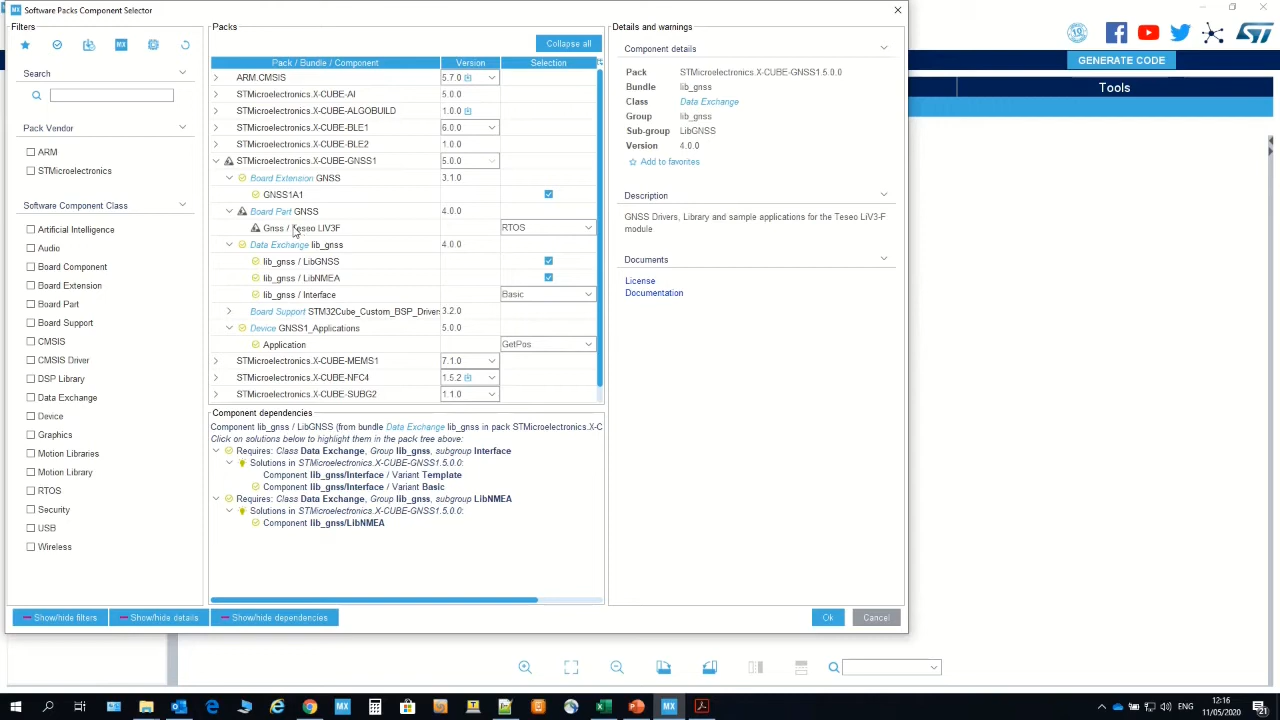 Software Packs Component Selector
Filters
Search
Pack Vendor
ARM
STMicroelectronics
Software Component Class
Artificial Intelligence
Audio
Board Component
Board Extension
Board Part
Board Support
CMSIS
CMSIS Driver
DSP Library
Data Exchange
Device
Graphics
Motion Libraries
Motion Library
RTOS
Security
USB
Wireless
Packs
Collapse all
Pack / Bundle / Component Version Selection
ARM.CMSIS 5.7.0
STMicroelectronics.X-CUBE-AI 5.0.0
STMicroelectronics.X-CUBE-ALGOBUILD 1.0.0
STMicroelectronics.X-CUBE-BLE1 6.0.0
STMicroelectronics.X-CUBE-BLE2 1.0.0
STMicroelectronics.X-CUBE-GNSS1 5.0.0
Board Extension GNSS 3.1.0
GNSS1A1
Board Part GNSS 4.0.0
Gnss / Teseo LIV3F RTOS
Data Exchange lib_gnss 4.0.0
lib_gnss / LibGNSS
lib_gnss / LibNMEA
lib_gnss / Interface Basic
Board Support STM32Cube_Custom_BSP_Driver 3.2.0
Device GNSS1_Applications 5.0.0
Application GetPos
STMicroelectronics.X-CUBE-MEMS1 7.1.0
STMicroelectronics.X-CUBE-NFC4 1.5.2
STMicroelectronics.X-CUBE-SUBG2 1.1.0
Component dependencies
Component lib_gnss / LibGNSS (from bundle Data Exchange lib_gnss in pack STMicroelectronics.X-C
Click on solutions below to highlight them in the pack tree above:
Requires: Class Data Exchange, Group lib_gnss, subgroup Interface
Solutions in STMicroelectronics.X-CUBE-GNSS1.5.0.0:
Component lib_gnss/Interface / Variant Template
Component lib_gnss/Interface / Variant Basic
Requires: Class Data Exchange, Group lib_gnss, subgroup LibNMEA
Solutions in STMicroelectronics.X-CUBE-GNSS1.5.0.0:
Component lib_gnss/LibNMEA
Details and warnings
Component details
Pack STMicroelectronics.X-CUBE-GNSS1.5.0.0
Bundle lib_gnss
Class Data Exchange
Group lib_gnss
Sub-group LibGNSS
Version 4.0.0
Add to favorites
Description
GNSS Drivers, Library and sample applications for the Teseo LiV3-F
module
Documents
License
Documentation
Show/hide filters
Show/hide details
Show/hide dependencies
Ok
Cancel
GENERATE CODE
Tools
ENG
12:16
11/05/2020